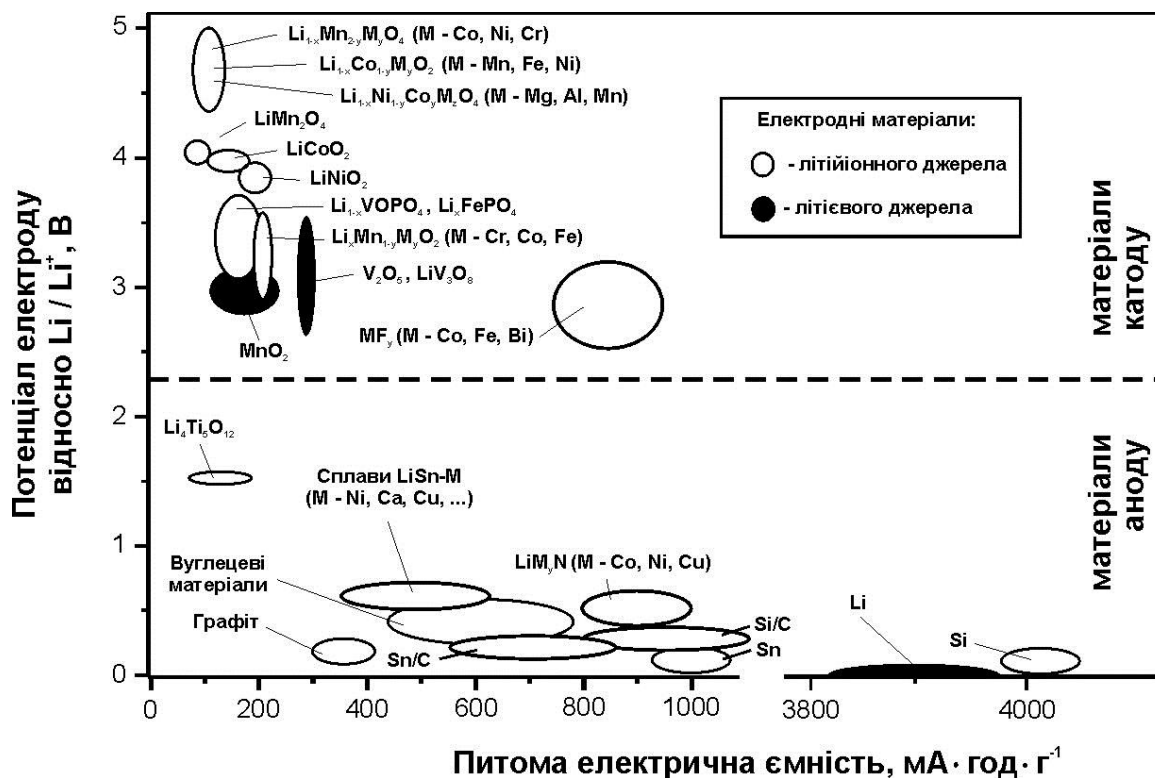 Потенціал електроду
відносно Li / Li⁺, В
5
4
3
2
1
0
Li₁₋ₓMn₂₋yMyO₄ (M - Co, Ni, Cr)
Li₁₋ₓCo₁₋yMyO₂ (M - Mn, Fe, Ni)
Li₁₋ₓNi₁₋yCoyMzO₄ (M - Mg, Al, Mn)
LiMn₂O₄
LiCoO₂
LiNiO₂
Li₁₋ₓVOPO₄ , LiₓFePO₄
LiₓMn₁₋yMyO₂ (M - Cr, Co, Fe)
V₂O₅ , LiV₃O₈
MFy (M - Co, Fe, Bi)
MnO₂
Електродні матеріали:
- літійіонного джерела
- літієвого джерела
матеріали
катоду
Li₄Ti₅O₁₂
Сплави LiSn-M
(M - Ni, Ca, Cu, ...)
Вуглецеві
матеріали
Графіт
LiMyN (M - Co, Ni, Cu)
Sn/C
Si/C
Sn
Li
Si
матеріали
аноду
0 200 400 600 800 1000 3800 4000
Питома електрична ємність, мА· год· г⁻¹